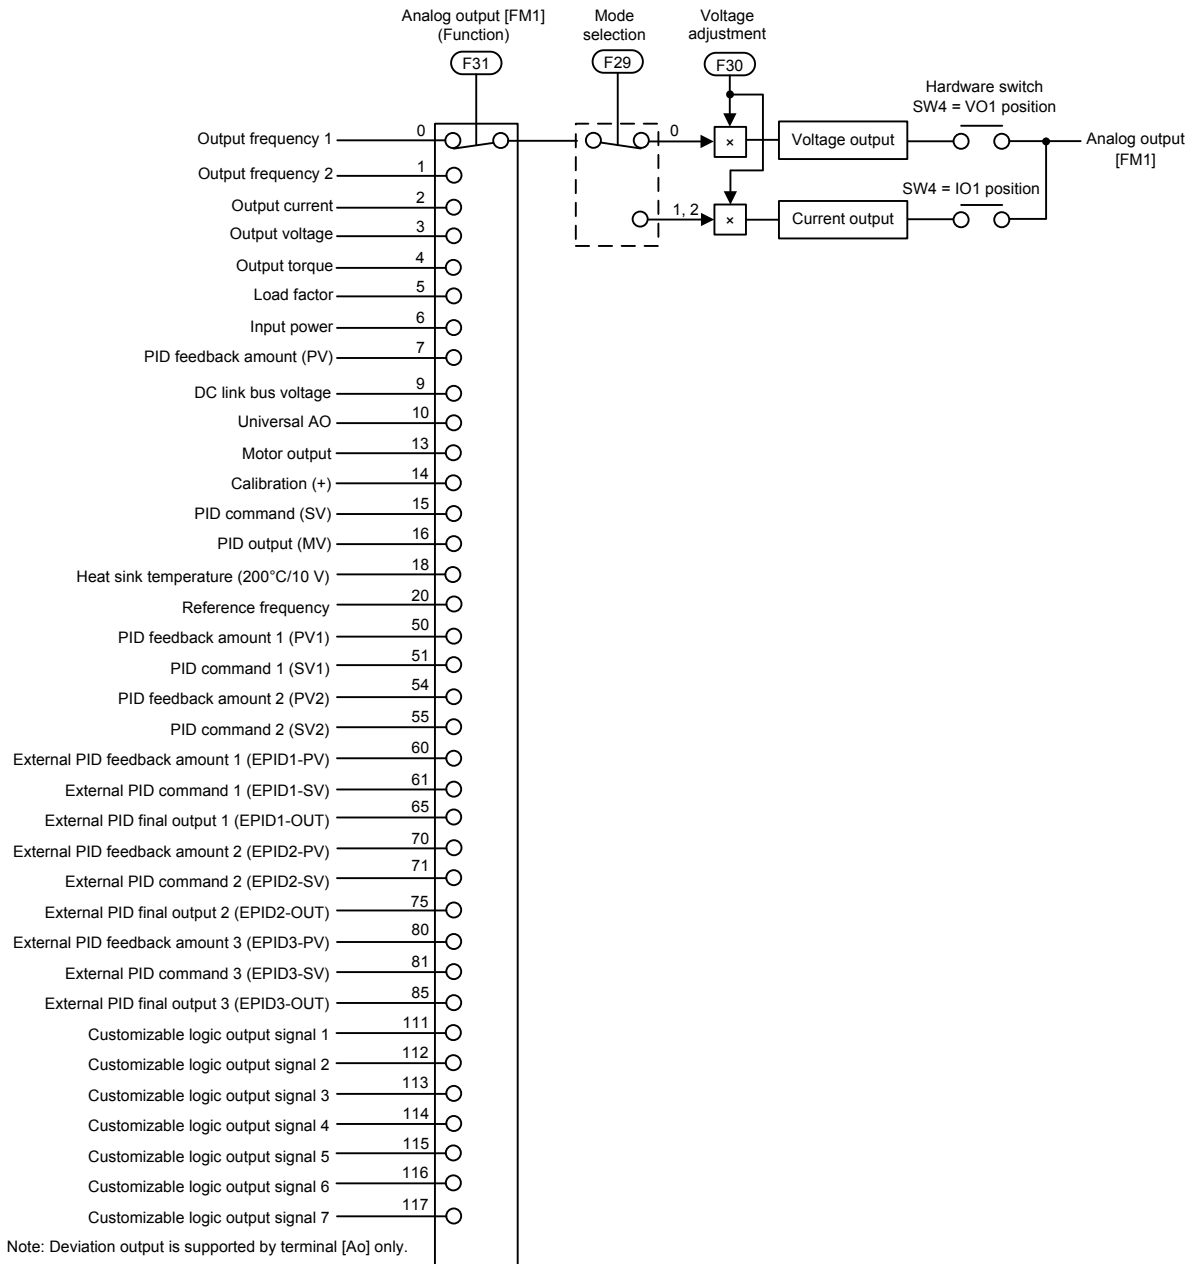 Analog output [FM1]
(Function)
Mode
selection
Voltage
adjustment
F31
F29
F30
Hardware switch
SW4 = VO1 position
Output frequency 1
0
0
×
Voltage output
Analog output
[FM1]
Output frequency 2
1
SW4 = IO1 position
Output current
2
1, 2
×
Current output
Output voltage
3
Output torque
4
Load factor
5
Input power
6
PID feedback amount (PV)
7
DC link bus voltage
9
Universal AO
10
Motor output
13
Calibration (+)
14
PID command (SV)
15
PID output (MV)
16
Heat sink temperature (200°C/10 V)
18
Reference frequency
20
PID feedback amount 1 (PV1)
50
PID command 1 (SV1)
51
PID feedback amount 2 (PV2)
54
PID command 2 (SV2)
55
External PID feedback amount 1 (EPID1-PV)
60
External PID command 1 (EPID1-SV)
61
External PID final output 1 (EPID1-OUT)
65
External PID feedback amount 2 (EPID2-PV)
70
External PID command 2 (EPID2-SV)
71
External PID final output 2 (EPID2-OUT)
75
External PID feedback amount 3 (EPID3-PV)
80
External PID command 3 (EPID3-SV)
81
External PID final output 3 (EPID3-OUT)
85
Customizable logic output signal 1
111
Customizable logic output signal 2
112
Customizable logic output signal 3
113
Customizable logic output signal 4
114
Customizable logic output signal 5
115
Customizable logic output signal 6
116
Customizable logic output signal 7
117
Note: Deviation output is supported by terminal [Ao] only.